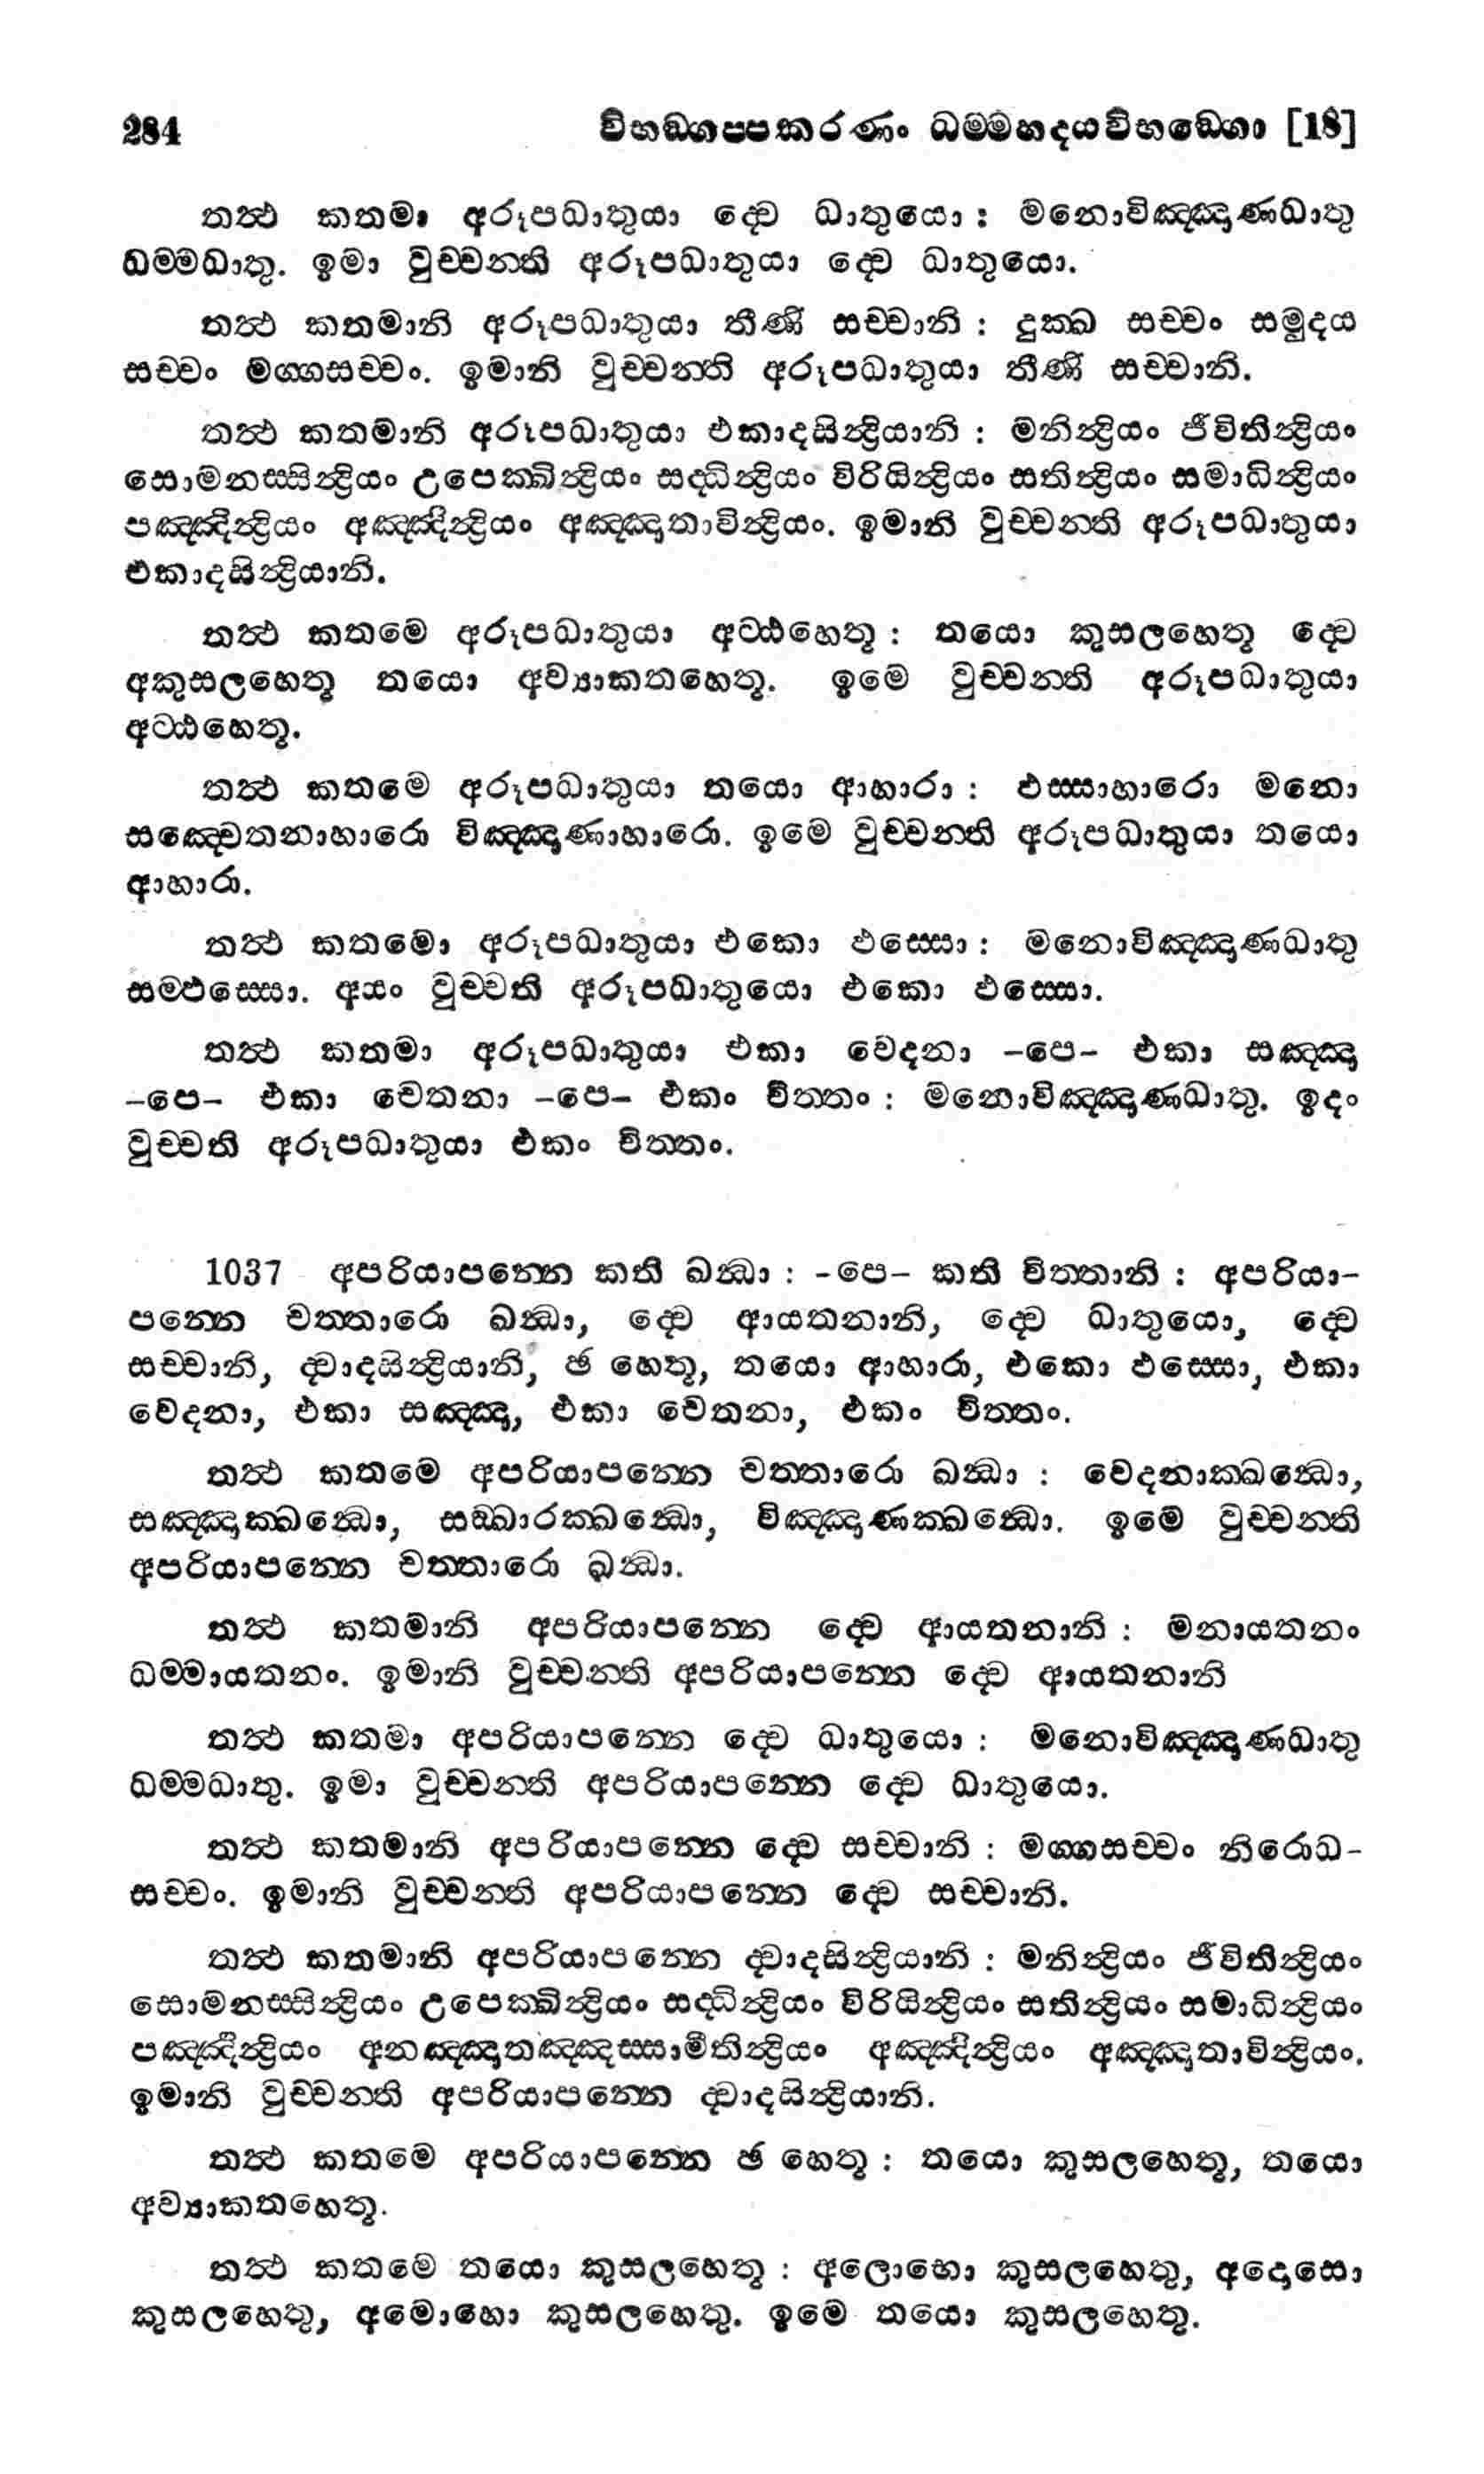 284 විභඞ්ගප්පකරණං ධම්මහදයවිභඞ්ගො [18]
තත්‍ථ කතමා අරූපධාතුයා ද්වෙ ධාතුයො : මනොවිඤ්ඤාණධාතු
ධම්මධාතු. ඉමා වුච්චන්ති අරූපධාතුයා ද්වෙ ධාතුයො.
තත්‍ථ කතමානි අරූපධාතුයා තීණි සච්චානි : දුක්ඛ සච්චං සමුදය
සච්චං මග්ගසච්චං. ඉමානි වුච්චන්ති අරූපධාතුයා තීණි සච්චානි.
තත්‍ථ කතමානි අරූපධාතුයා එකාදසින්‍ද්‍රියානි : මනින්‍ද්‍රියං ජීවිතින්‍ද්‍රියං
සොමනස්සින්‍ද්‍රියං උපෙක්ඛින්‍ද්‍රියං සද්ධින්‍ද්‍රියං විරියින්‍ද්‍රියං සතින්‍ද්‍රියං සමාධින්‍ද්‍රියං
පඤ්ඤින්‍ද්‍රියං අඤ්ඤින්‍ද්‍රියං අඤ්ඤාතාවින්‍ද්‍රියං. ඉමානි වුච්චන්ති අරූපධාතුයා
එකාදසින්‍ද්‍රියානි.
තත්‍ථ කතමෙ අරූපධාතුයා අට්ඨහෙතූ : තයො කුසලහෙතූ ද්වෙ
අකුසලහෙතූ තයො අව්‍යාකතහෙතූ. ඉමෙ වුච්චන්ති අරූපධාතුයා
අට්ඨහෙතූ.
තත්‍ථ කතමෙ අරූපධාතුයා තයො ආහාරා : ඵස්සාහාරො මනො
සඤ්චෙතනාහාරො විඤ්ඤාණාහාරො. ඉමෙ වුච්චන්ති අරූපධාතුයා තයො
ආහාරා.
තත්‍ථ කතමො අරූපධාතුයා එකො ඵස්සො : මනොවිඤ්ඤාණධාතු
සම්ඵස්සො. අයං වුච්චති අරූපධාතුයො එකො ඵස්සො.
තත්‍ථ කතමා අරූපධාතුයා එකා වෙදනා –පෙ– එකා සඤ්ඤා
–පෙ– එකා චෙතනා –පෙ– එකං චිත්තං : මනොවිඤ්ඤාණධාතු. ඉදං
වුච්චති අරූපධාතුයා එකං චිත්තං.
1037 අපරියාපන්නෙ කති ඛන්‍ධා : -පෙ– කති චිත්තානි : අපරියා-
පන්නෙ චත්තාරො ඛන්‍ධා, ද්වෙ ආයතනානි, ද්වෙ ධාතුයො, ද්වෙ
සච්චානි, ද්වාදසින්‍ද්‍රියානි, ඡ හෙතූ, තයො ආහාරා, එකො ඵස්සො, එකා
වෙදනා, එකා සඤ්ඤා, එකා චෙතනා, එකං චිත්තං.
තත්‍ථ කතමෙ අපරියාපන්නෙ චත්තාරො ඛන්‍ධා : වෙදනාක්ඛන්‍ධො,
සඤ්ඤාක්ඛන්‍ධො, සඞ්ඛාරක්ඛන්‍ධො, විඤ්ඤාණක්ඛන්‍ධො. ඉමෙ වුච්චන්ති
අපරියාපන්නෙ චත්තාරො ඛන්‍ධා.
තත්‍ථ කතමානි අපරියාපන්නෙ ද්වෙ ආයතනානි : මනායතනං
ධම්මායතනං. ඉමානි වුච්චන්ති අපරියාපන්නෙ ද්වෙ ආයතනානි
තත්‍ථ කතමා අපරියාපන්නෙ ද්වෙ ධාතුයො : මනොවිඤ්ඤාණධාතු
ධම්මධාතු. ඉමා වුච්චන්ති අපරියාපන්නෙ ද්වෙ ධාතුයො.
තත්‍ථ කතමානි අපරියාපන්නෙ ද්වෙ සච්චානි : මග්ගසච්චං නිරොධ-
සච්චං. ඉමානි වුච්චන්ති අපරියාපන්නෙ ද්වෙ සච්චානි.
තත්‍ථ කතමානි අපරියාපන්නෙ ද්වාදසින්‍ද්‍රියානි : මනින්‍ද්‍රියං ජීවිතින්‍ද්‍රියං
සොමනස්සින්‍ද්‍රියං උපෙක්ඛින්‍ද්‍රියං සද්ධින්‍ද්‍රියං විරියින්‍ද්‍රියං සතින්‍ද්‍රියං සමාධින්‍ද්‍රියං
පඤ්ඤින්‍ද්‍රියං අනඤ්ඤාතඤ්ඤස්සාමීතින්‍ද්‍රියං අඤ්ඤින්‍ද්‍රියං අඤ්ඤාතාවින්‍ද්‍රියං.
ඉමානි වුච්චන්ති අපරියාපන්නෙ ද්වාදසින්‍ද්‍රියානි.
තත්‍ථ කතමෙ අපරියාපන්නෙ ඡ හෙතූ : තයො කුසලහෙතූ, තයො
අව්‍යාකතහෙතූ.
තත්‍ථ කතමෙ තයො කුසලහෙතූ : අලොභො කුසලහෙතු, අදොසො
කුසලහෙතු, අමොහො කුසලහෙතු. ඉමෙ තයො කුසලහෙතූ.